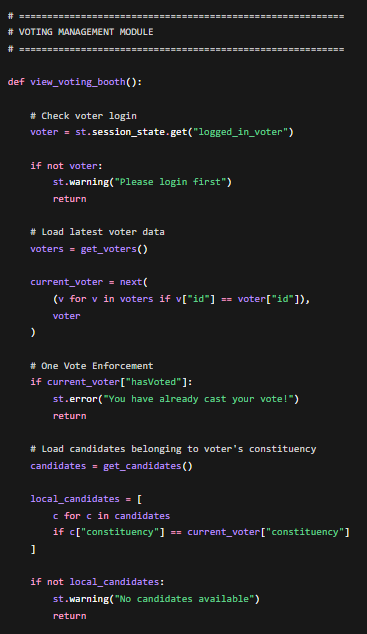 # ==============================================================
# VOTING MANAGEMENT MODULE
# ==============================================================
def view_voting_booth():
    # Check voter login
    voter = st.session_state.get("logged_in_voter")
    if not voter:
        st.warning("Please login first")
        return
    # Load latest voter data
    voters = get_voters()
    current_voter = next(
        (v for v in voters if v["id"] == voter["id"]),
        voter
    )
    # One Vote Enforcement
    if current_voter["hasVoted"]:
        st.error("You have already cast your vote!")
        return
    # Load candidates belonging to voter's constituency
    candidates = get_candidates()
    local_candidates = [
        c for c in candidates
        if c["constituency"] == current_voter["constituency"]
    ]
    if not local_candidates:
        st.warning("No candidates available")
        return